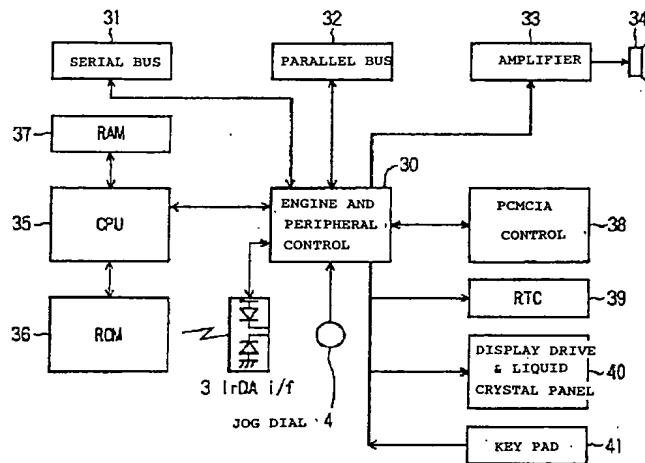 31
32
33
34
SERIAL BUS
PARALLEL BUS
AMPLIFIER
37
RAM
30
35
CPU
ENGINE AND
PERIPHERAL
CONTROL
PCMCIA
CONTROL
38
36
ROM
RTC
39
3 IrDA i/f
DISPLAY DRIVE
& LIQUID
CRYSTAL PANEL
40
JOG DIAL 4
KEY PAD
41